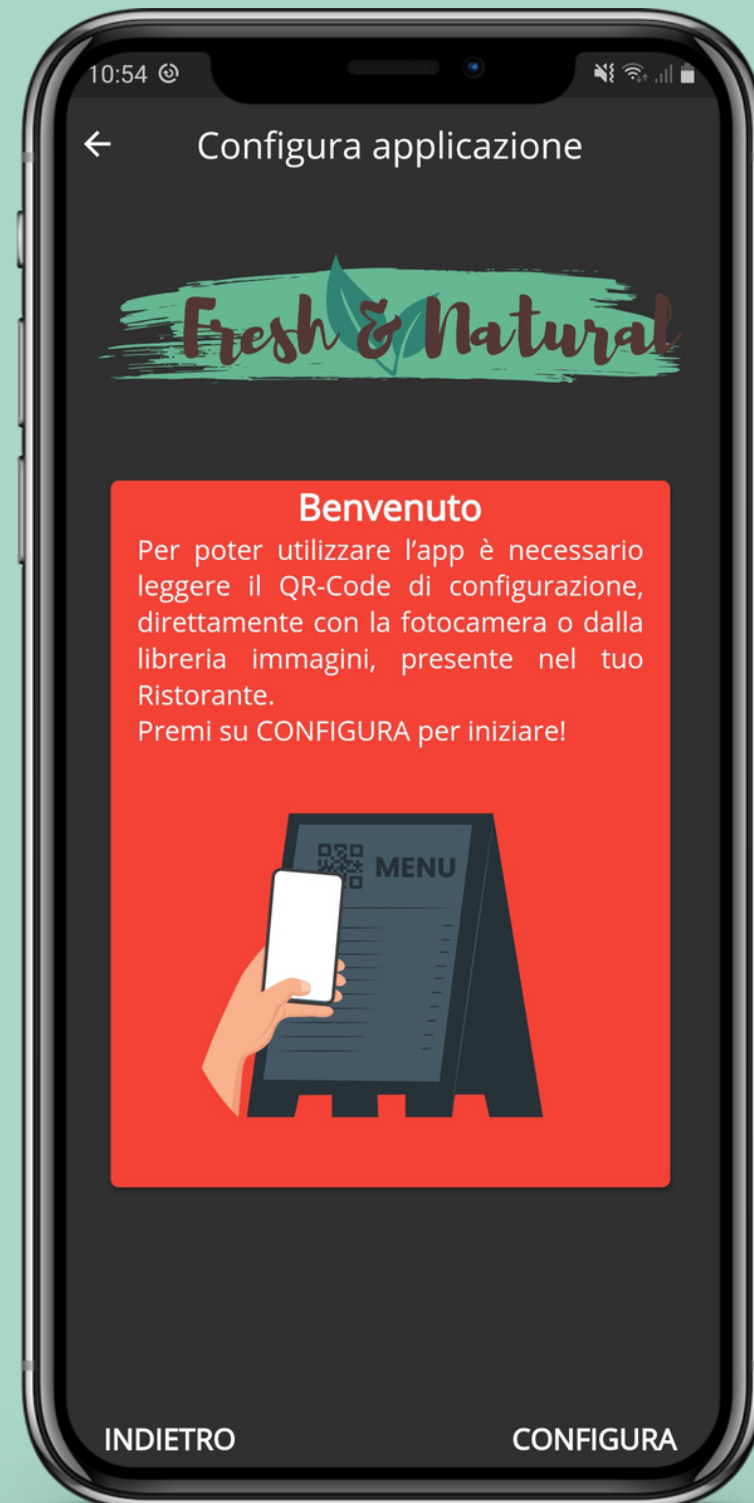 10:54
Configura applicazione
Fresh & Natural
Benvenuto
Per poter utilizzare l'app è necessario
leggere il QR-Code di configurazione,
direttamente con la fotocamera o dalla
libreria immagini, presente nel tuo
Ristorante.
Premi su CONFIGURA per iniziare!
MENU
INDIETRO
CONFIGURA